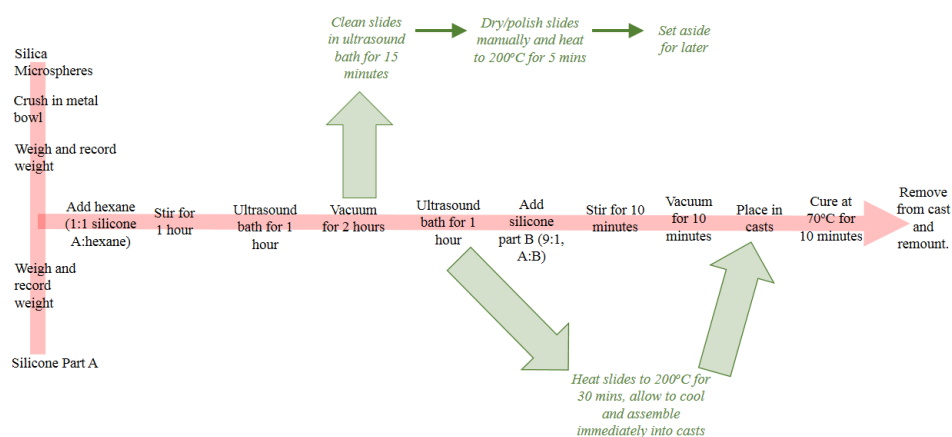 Clean slides
in ultrasound
bath for 15
minutes
Dry/polish slides
manually and heat
to 200°C for 5 mins
Set aside
for later
Silica
Microspheres
Crush in metal
bowl
Weigh and record
weight
Add hexane
(1:1 silicone
A:hexane)
Stir for
1 hour
Ultrasound
bath for 1
hour
Vacuum
for 2 hours
Ultrasound
bath for 1
hour
Add
silicone
part B (9:1,
A:B)
Stir for 10
minutes
Vacuum
for 10
minutes
Place in
casts
Cure at
70°C for
10 minutes
Remove
from cast
and
remount.
Weigh and
record
weight
Silicone Part A
Heat slides to 200°C for
30 mins, allow to cool
and assemble
immediately into casts